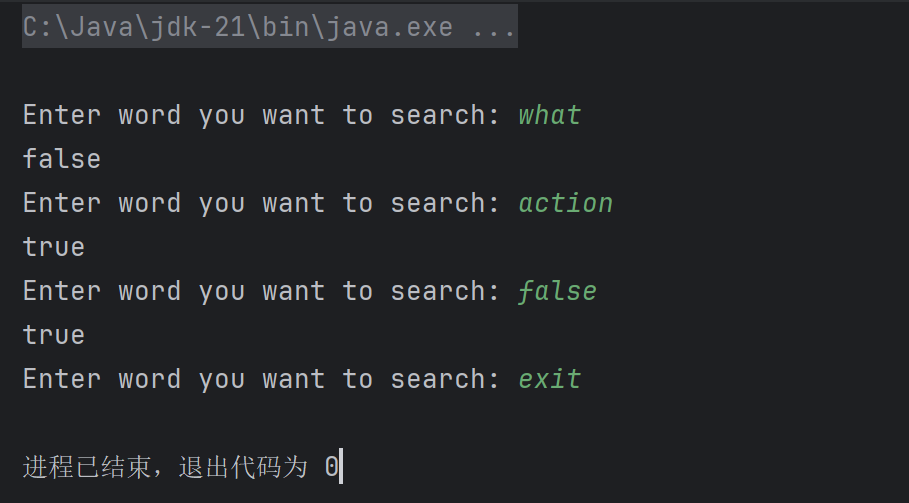 C:\Java\jdk-21\bin\java.exe ...
Enter word you want to search: what
false
Enter word you want to search: action
true
Enter word you want to search: false
true
Enter word you want to search: exit
进程已结束，退出代码为 0